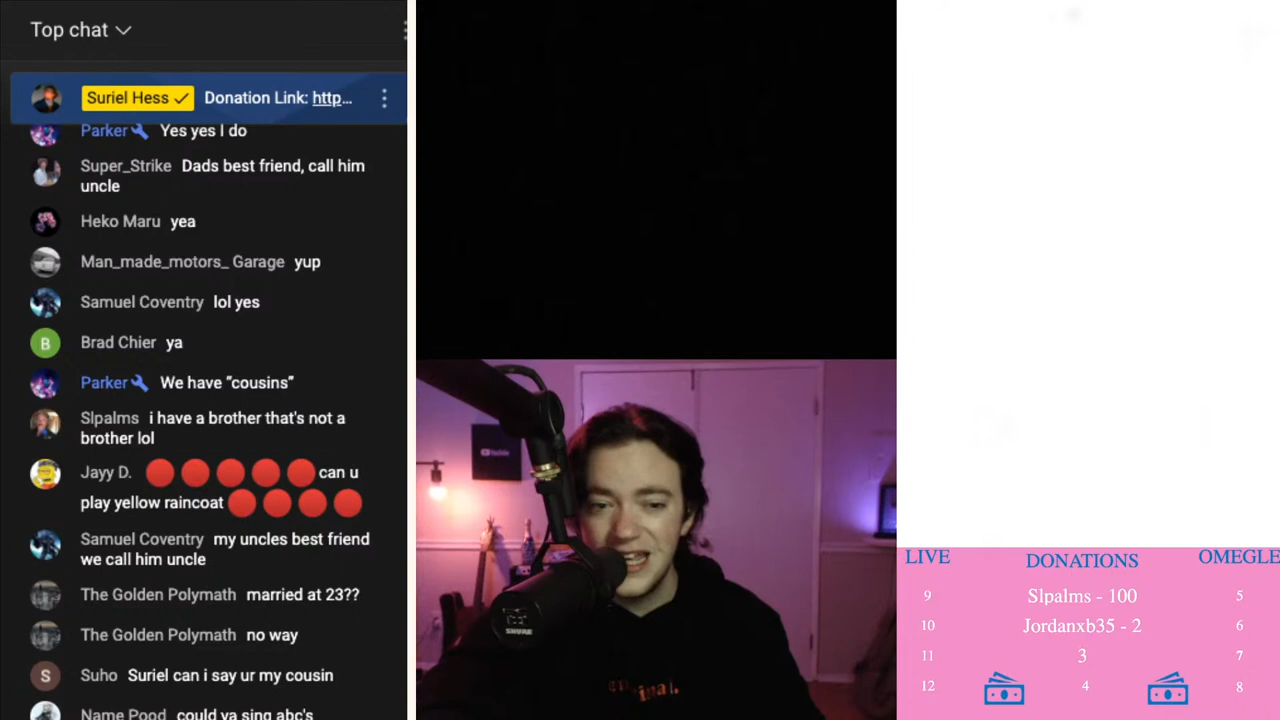 Top chat
Suriel Hess Donation Link: http...
Parker Yes yes I do
Super_Strike Dads best friend, call him
uncle
Heko Maru yea
Man_made_motors_ Garage yup
Samuel Coventry lol yes
B
Brad Chier ya
Parker We have "cousins"
Slpalms i have a brother that's not a
brother lol
Jayy D. 🔴🔴🔴🔴🔴 can u
play yellow raincoat 🔴🔴🔴🔴
Samuel Coventry my uncles best friend
we call him uncle
The Golden Polymath married at 23??
The Golden Polymath no way
S
Suho Suriel can i say ur my cousin
Name Pood could ya sing abc's
YouTube
SHURE
LIVE DONATIONS OMEGLE
9 Slpalms - 100 5
10 Jordanxb35 - 2 6
11 3 7
12 4 8